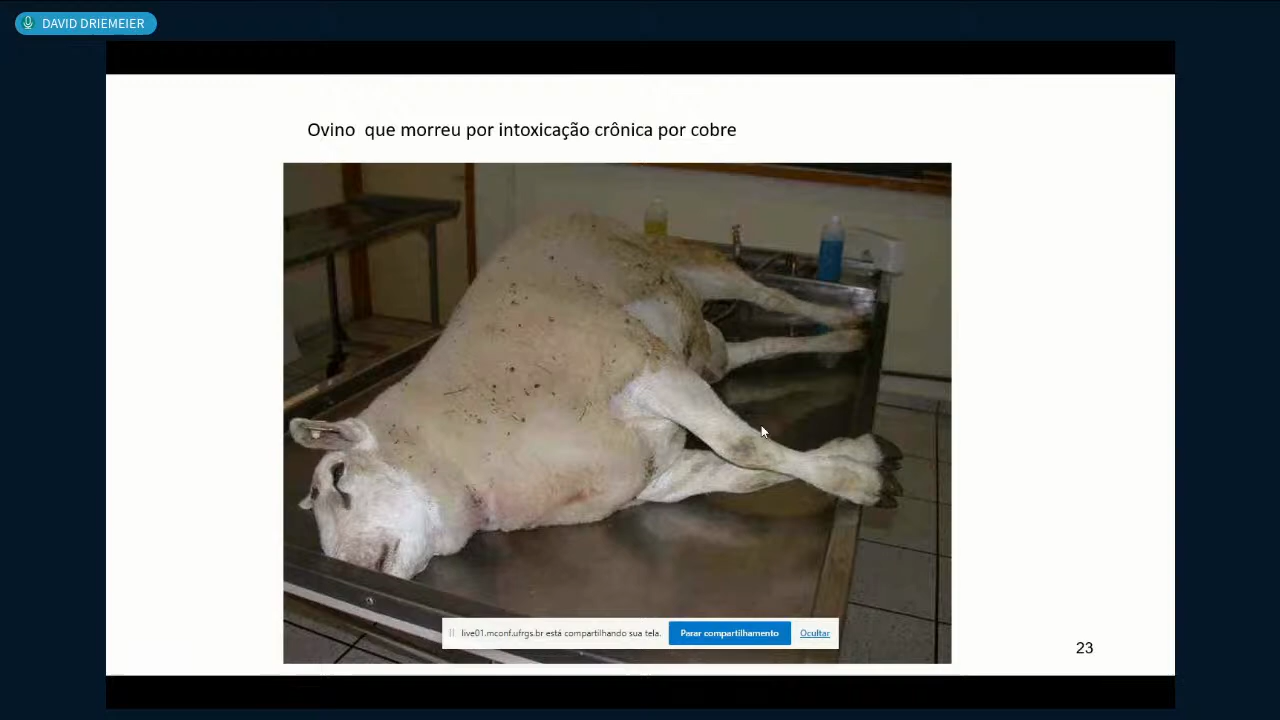 DAVID DRIEMEIER
Ovino que morreu por intoxicação crônica por cobre
live01.mconf.ufrgs.br está compartilhando sua tela.
Parar compartilhamento
Ocultar
23